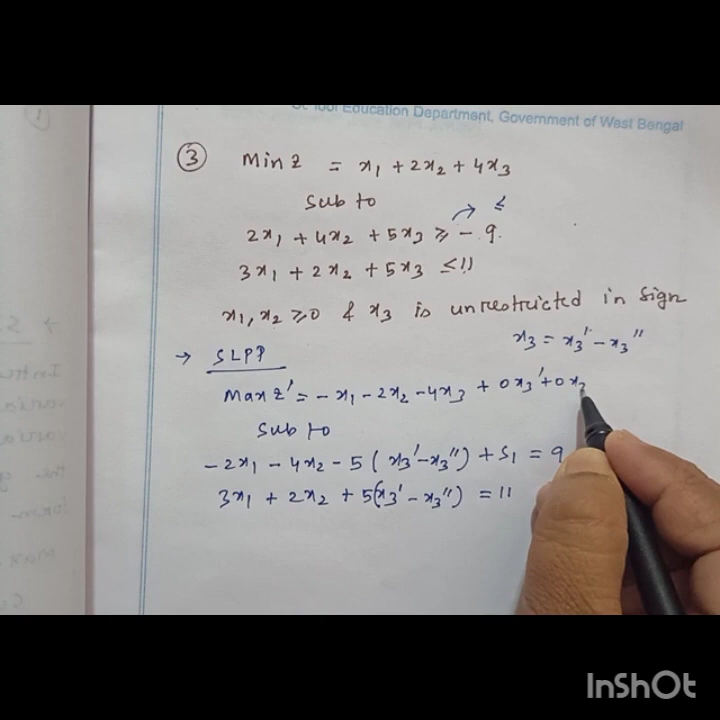 School Education Department, Government of West Bengal
③ Min Z = x₁ + 2x₂ + 4x₃
Sub to
≤
2x₁ + 4x₂ + 5x₃ ≥ - 9.
3x₁ + 2x₂ + 5x₃ ≤ 11
x₁, x₂ ≥ 0 & x₃ is unrestricted in sign
x₃ = x₃' - x₃''
→ SLPP
Max Z' = - x₁ - 2x₂ - 4x₃ + 0x₃' + 0x₃
Sub to
- 2x₁ - 4x₂ - 5 ( x₃' - x₃'') + S₁ = 9
3x₁ + 2x₂ + 5(x₃' - x₃'') = 11
InShOt